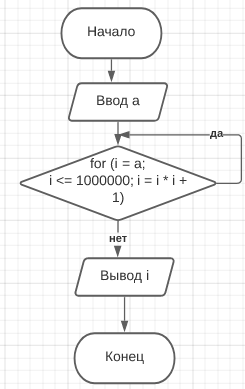 Начало
Ввод a
да
for (i = a;
i <= 1000000; i = i * i +
1)
нет
Вывод i
Конец